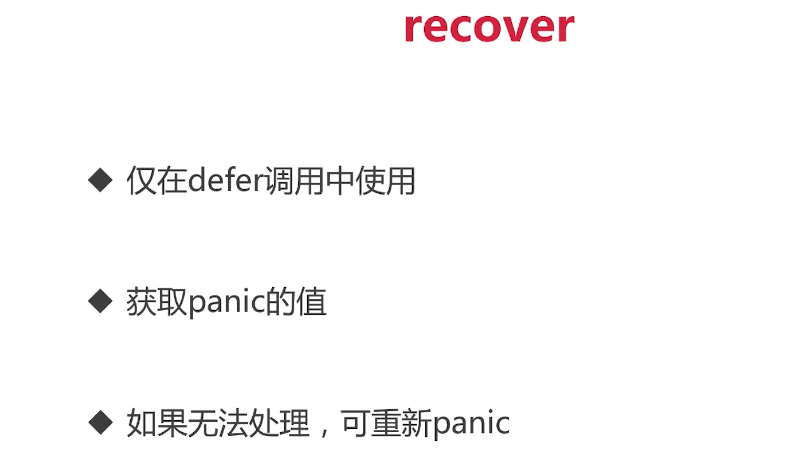 recover
◆ 仅在defer调用中使用
◆ 获取panic的值
◆ 如果无法处理，可重新panic